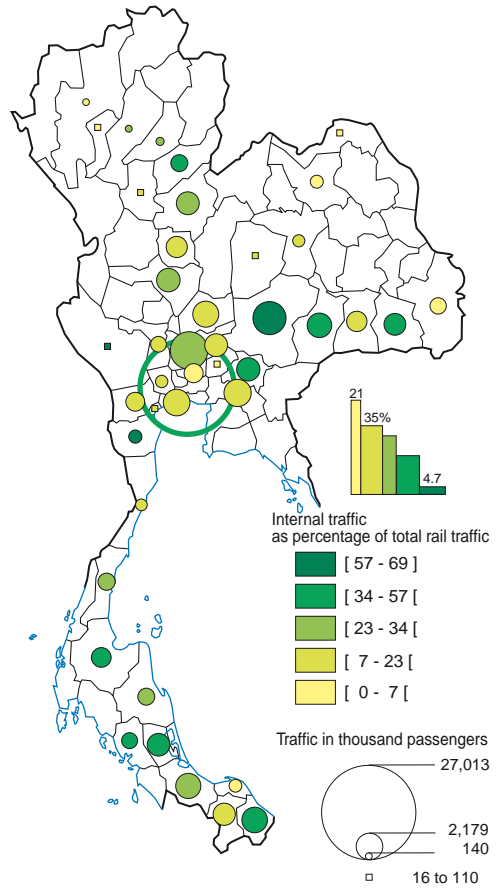 21
35%
4.7
Internal traffic
as percentage of total rail traffic
[ 57 - 69 ]
[ 34 - 57 [
[ 23 - 34 [
[ 7 - 23 [
[ 0 - 7 [
Traffic in thousand passengers
27,013
2,179
140
16 to 110